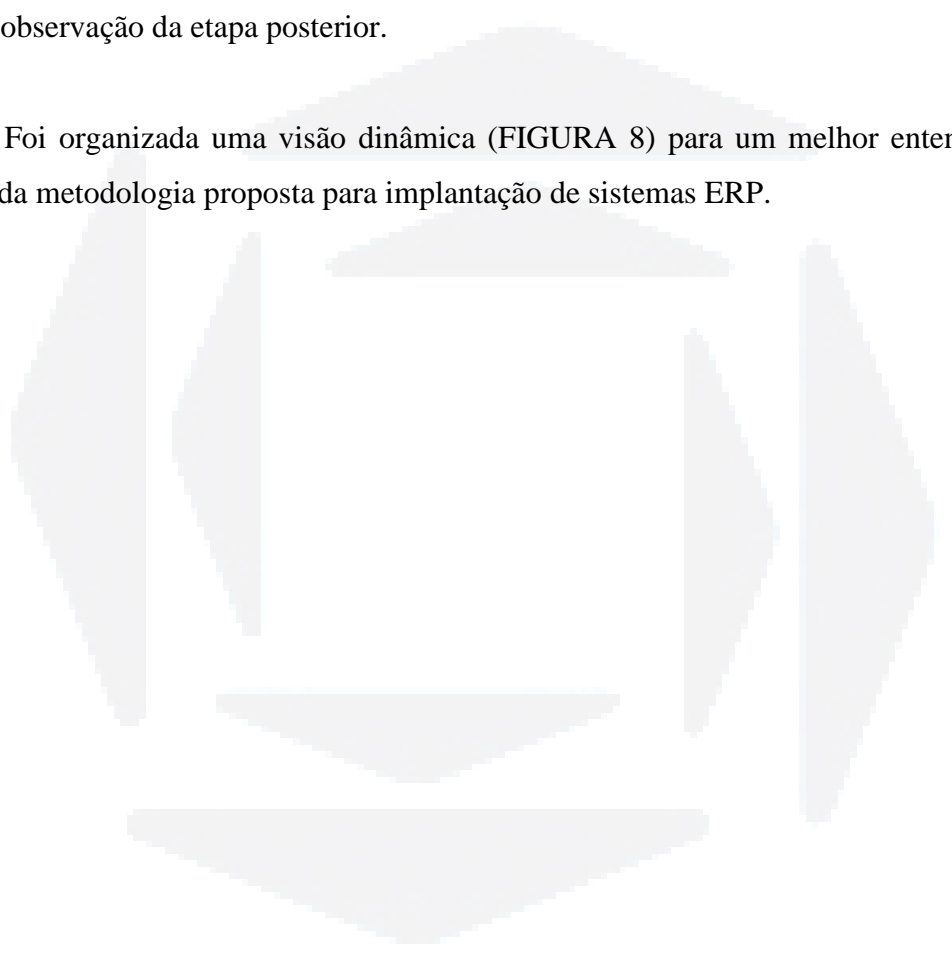 observação da etapa posterior.
Foi organizada uma visão dinâmica (FIGURA 8) para um melhor enter
da metodologia proposta para implantação de sistemas ERP.